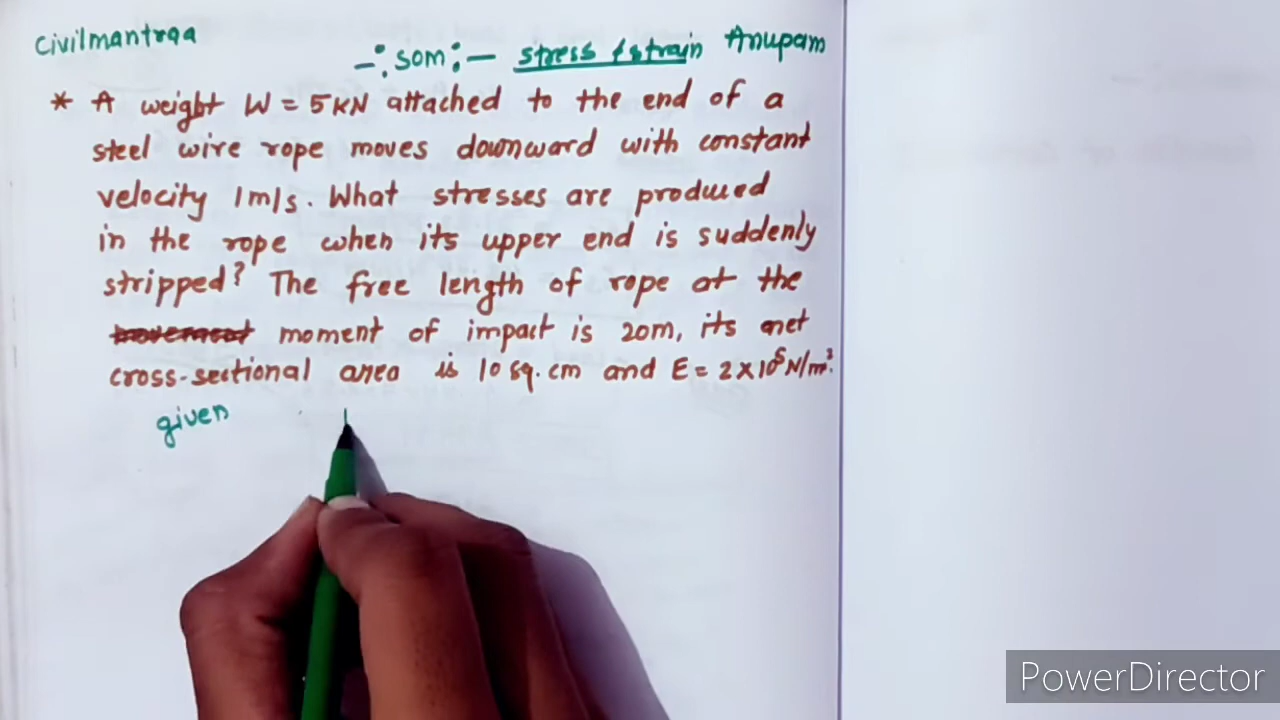 Civilmantraa
-:SOM:- stress & strain Anupam
* A weight W = 5KN attached to the end of a
steel wire rope moves downward with constant
velocity 1m/s. What stresses are produced
in the rope when its upper end is suddenly
stripped? The free length of rope at the
moment of impact is 20m, its net
cross-sectional area is 10 sq.cm and E = 2x10⁵N/m².
given
PowerDirector